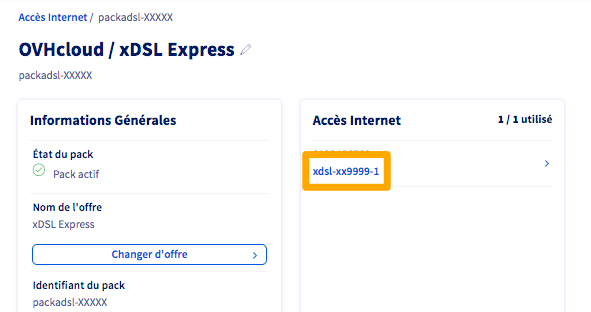 Accès Internet / packadsl-XXXXX
OVHcloud / xDSL Express
packadsl-XXXXX
Informations Générales
État du pack
Pack actif
Nom de l'offre
xDSL Express
Changer d'offre
Identifiant du pack
packadsl-XXXXX
Accès Internet
1 / 1 utilisé
xdsl-xx9999-1